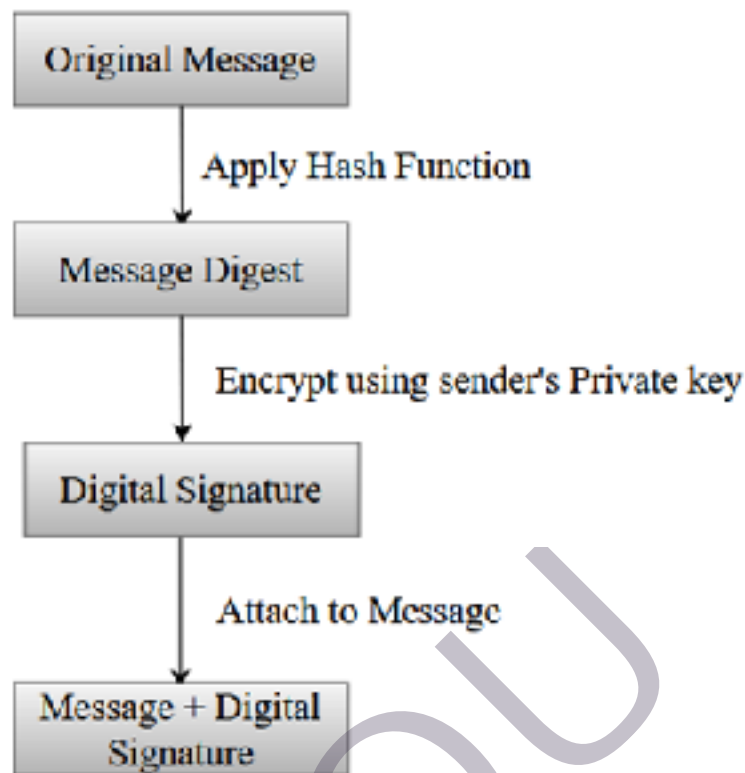 Original Message
Apply Hash Function
Message Digest
Encrypt using sender's Private key
Digital Signature
Attach to Message
Message + Digital
Signature
OU